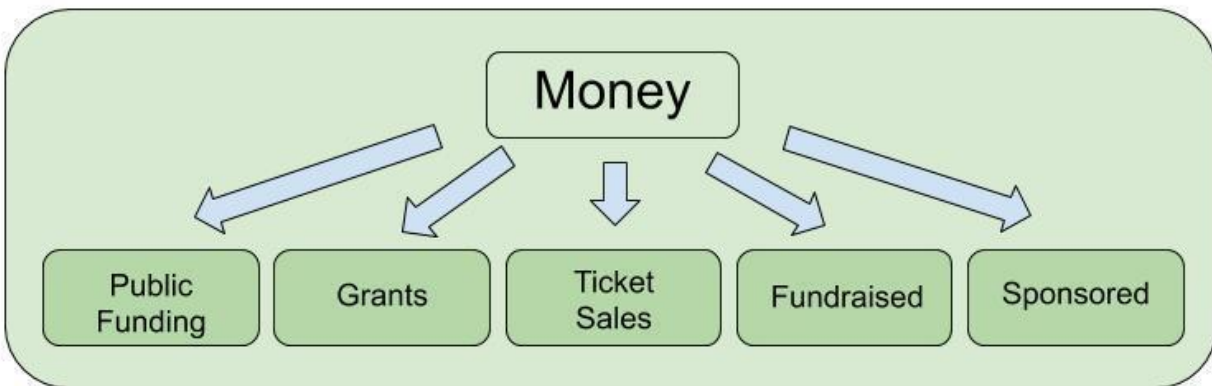 Money
Public
Funding
Grants
Ticket
Sales
Fundraised
Sponsored